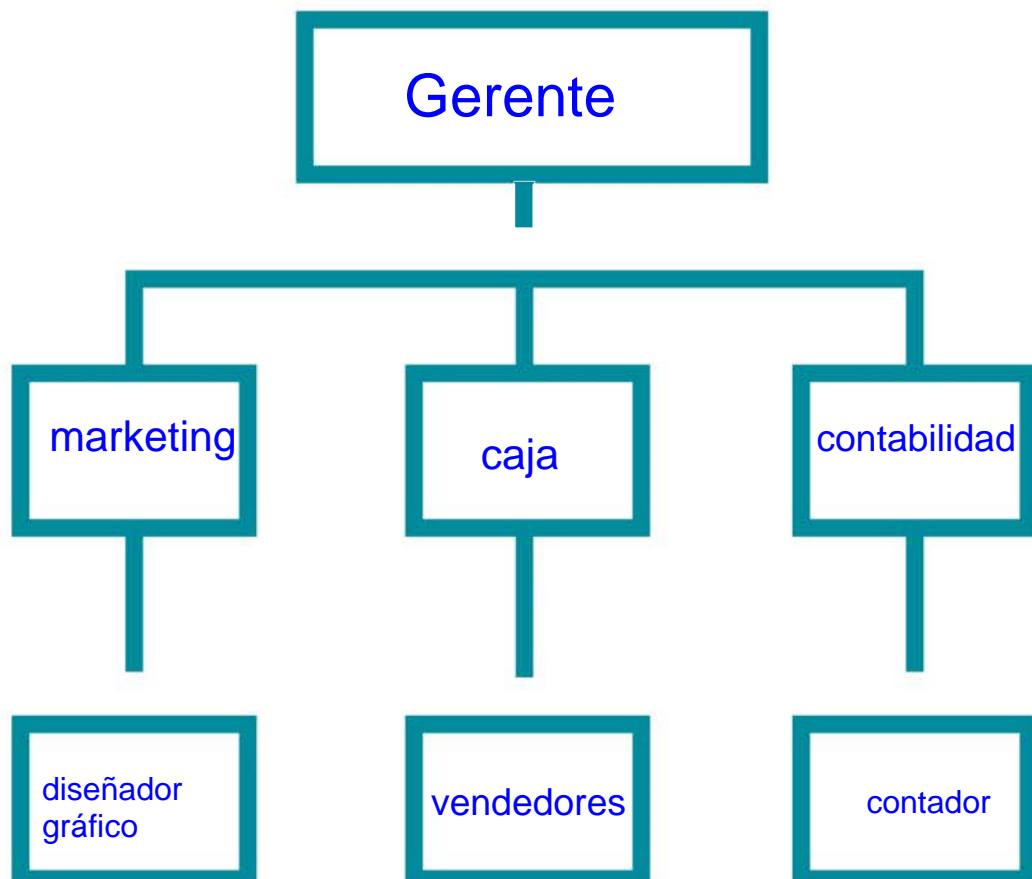 Gerente
marketing
caja
contabilidad
diseñador
gráfico
vendedores
contador